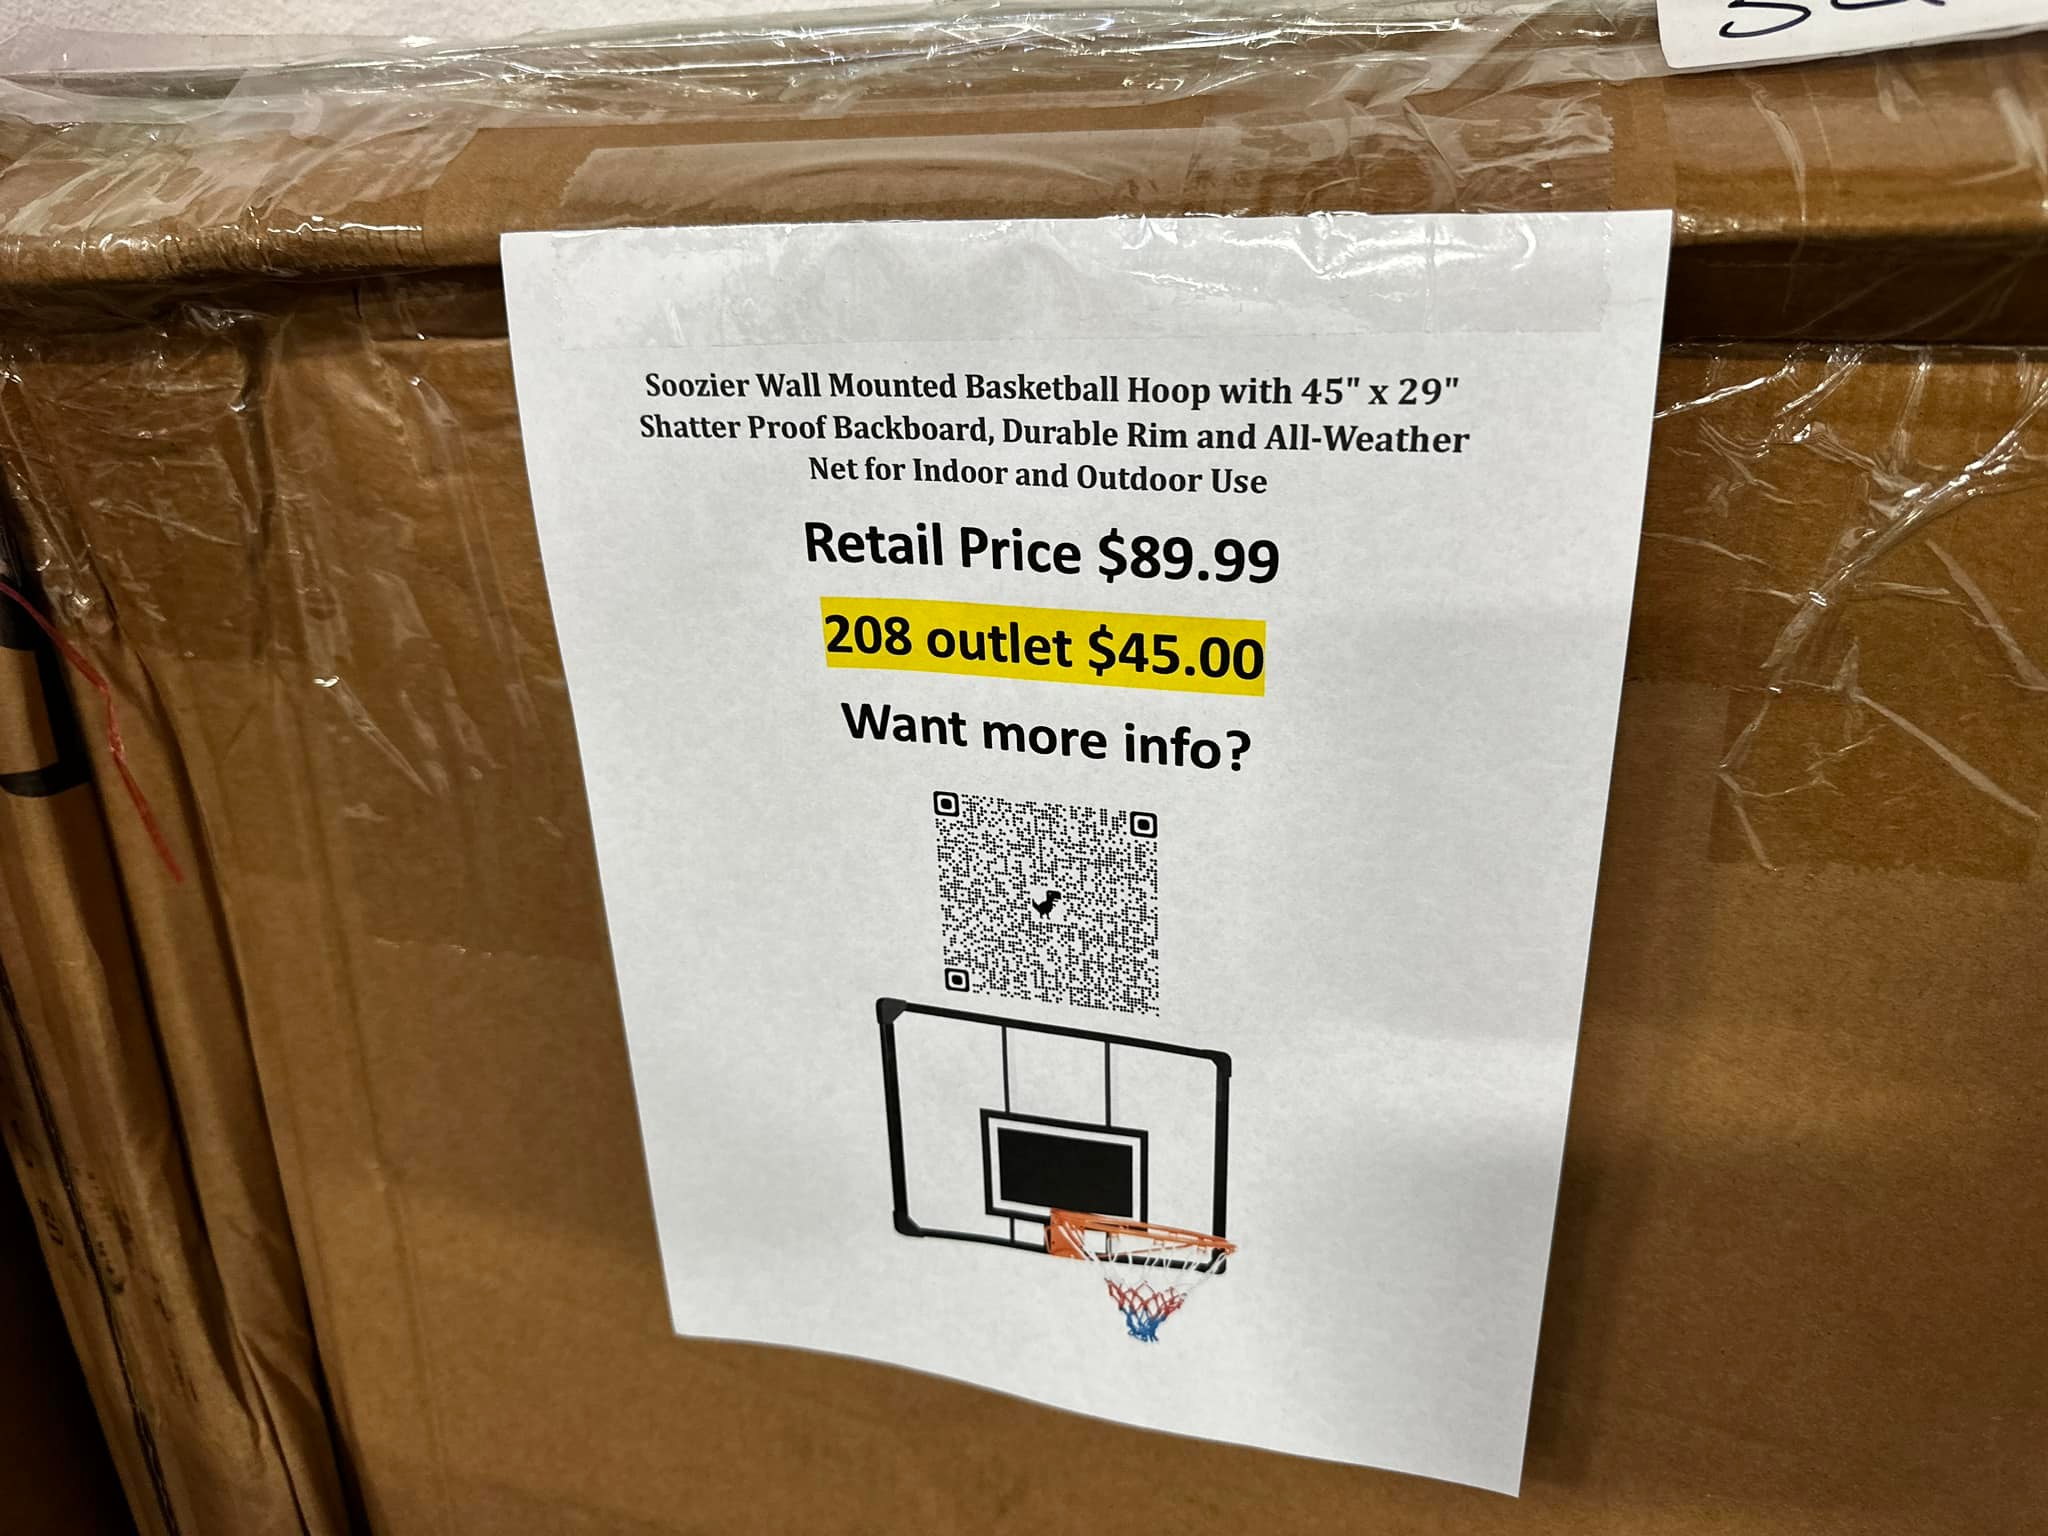 Soozier Wall Mounted Basketball Hoop with 45" x 29"
Shatter Proof Backboard, Durable Rim and All-Weather
Net for Indoor and Outdoor Use
Retail Price $89.99
208 outlet $45.00
Want more info?